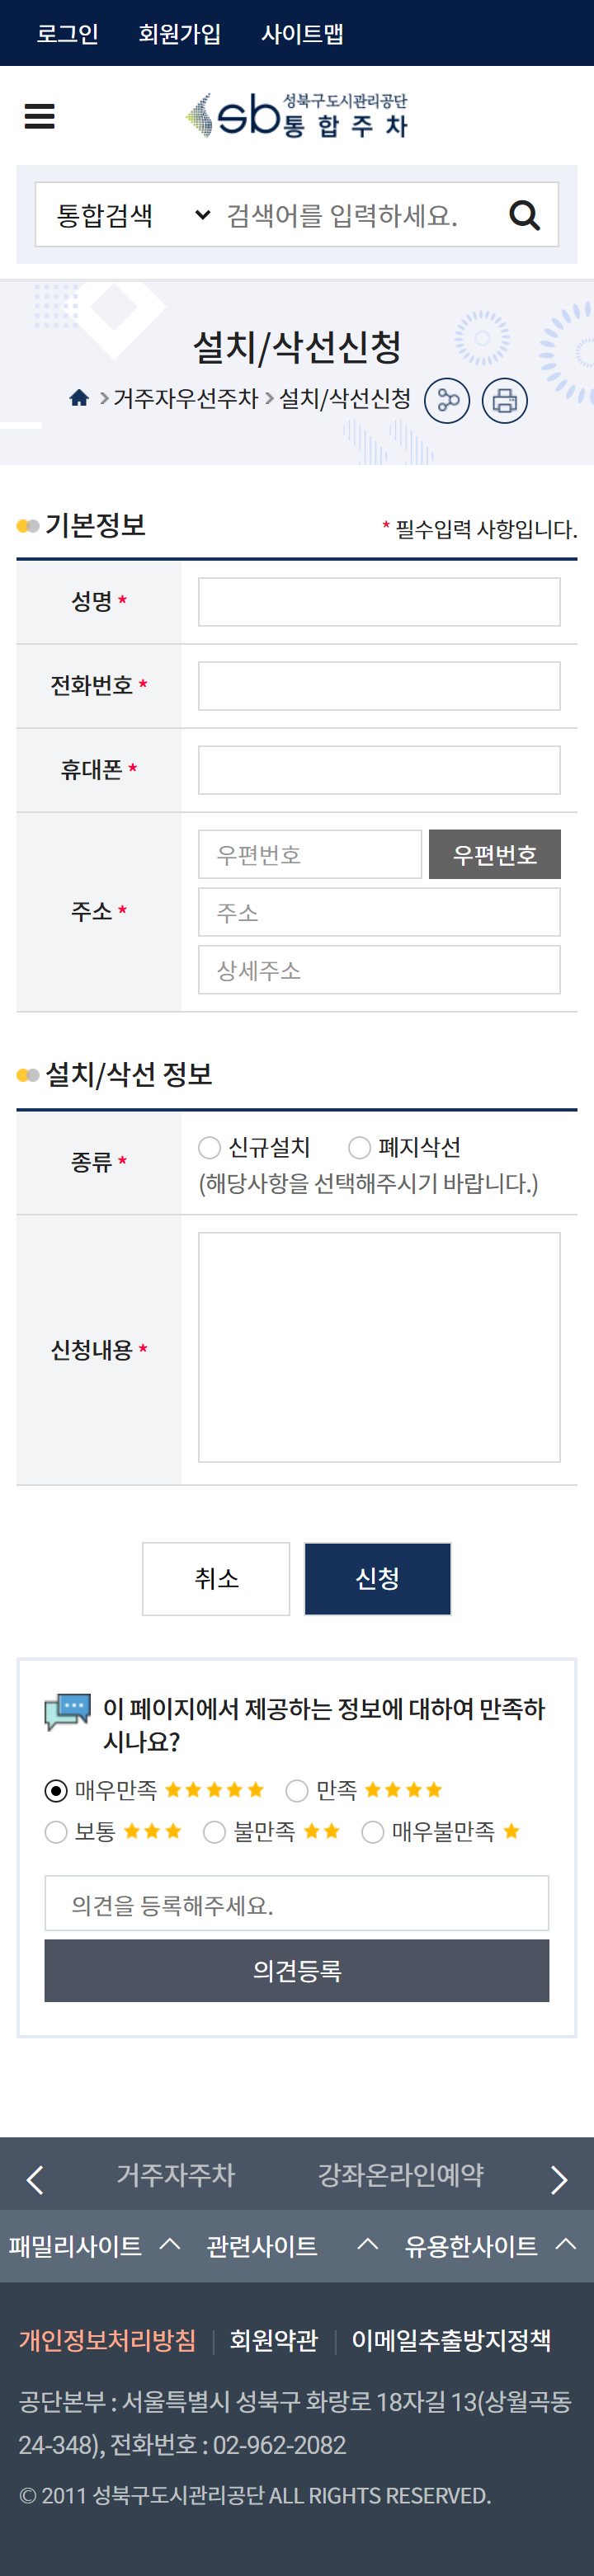 로그인 회원가입 사이트맵
sb 성북구도시관리공단
통합주차
통합검색 검색어를 입력하세요.
설치/삭선신청
거주자우선주차 설치/삭선신청
기본정보 * 필수입력 사항입니다.
성명 *
전화번호 *
휴대폰 *
우편번호 우편번호
주소 * 주소
상세주소
설치/삭선 정보
종류 * 신규설치 폐지삭선
(해당사항을 선택해주시기 바랍니다.)
신청내용 *
취소 신청
이 페이지에서 제공하는 정보에 대하여 만족하
시나요?
매우만족 ★★★★★ 만족 ★★★★
보통 ★★★ 불만족 ★★ 매우불만족 ★
의견을 등록해주세요.
의견등록
거주자주차 강좌온라인예약
패밀리사이트 관련사이트 유용한사이트
개인정보처리방침 회원약관 이메일추출방지정책
공단본부 : 서울특별시 성북구 화랑로 18자길 13(상월곡동
24-348), 전화번호 : 02-962-2082
© 2011 성북구도시관리공단 ALL RIGHTS RESERVED.